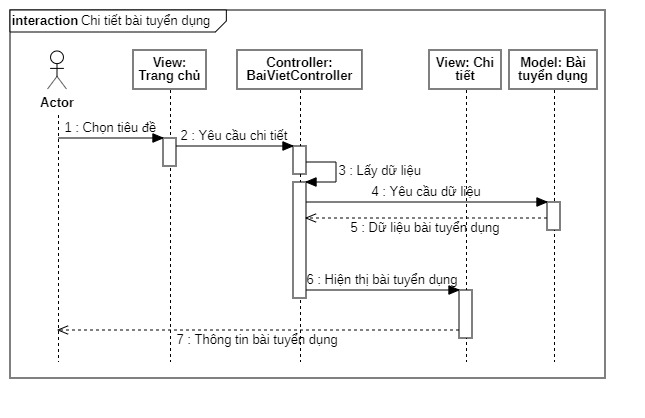 interaction Chi tiết bài tuyển dụng
Actor
View:
Trang chủ
Controller:
BaiVietController
View: Chi
tiết
Model: Bài
tuyển dụng
1 : Chọn tiêu đề
2 : Yêu cầu chi tiết
3 : Lấy dữ liệu
4 : Yêu cầu dữ liệu
5 : Dữ liệu bài tuyển dụng
6 : Hiện thị bài tuyển dụng
7 : Thông tin bài tuyển dụng